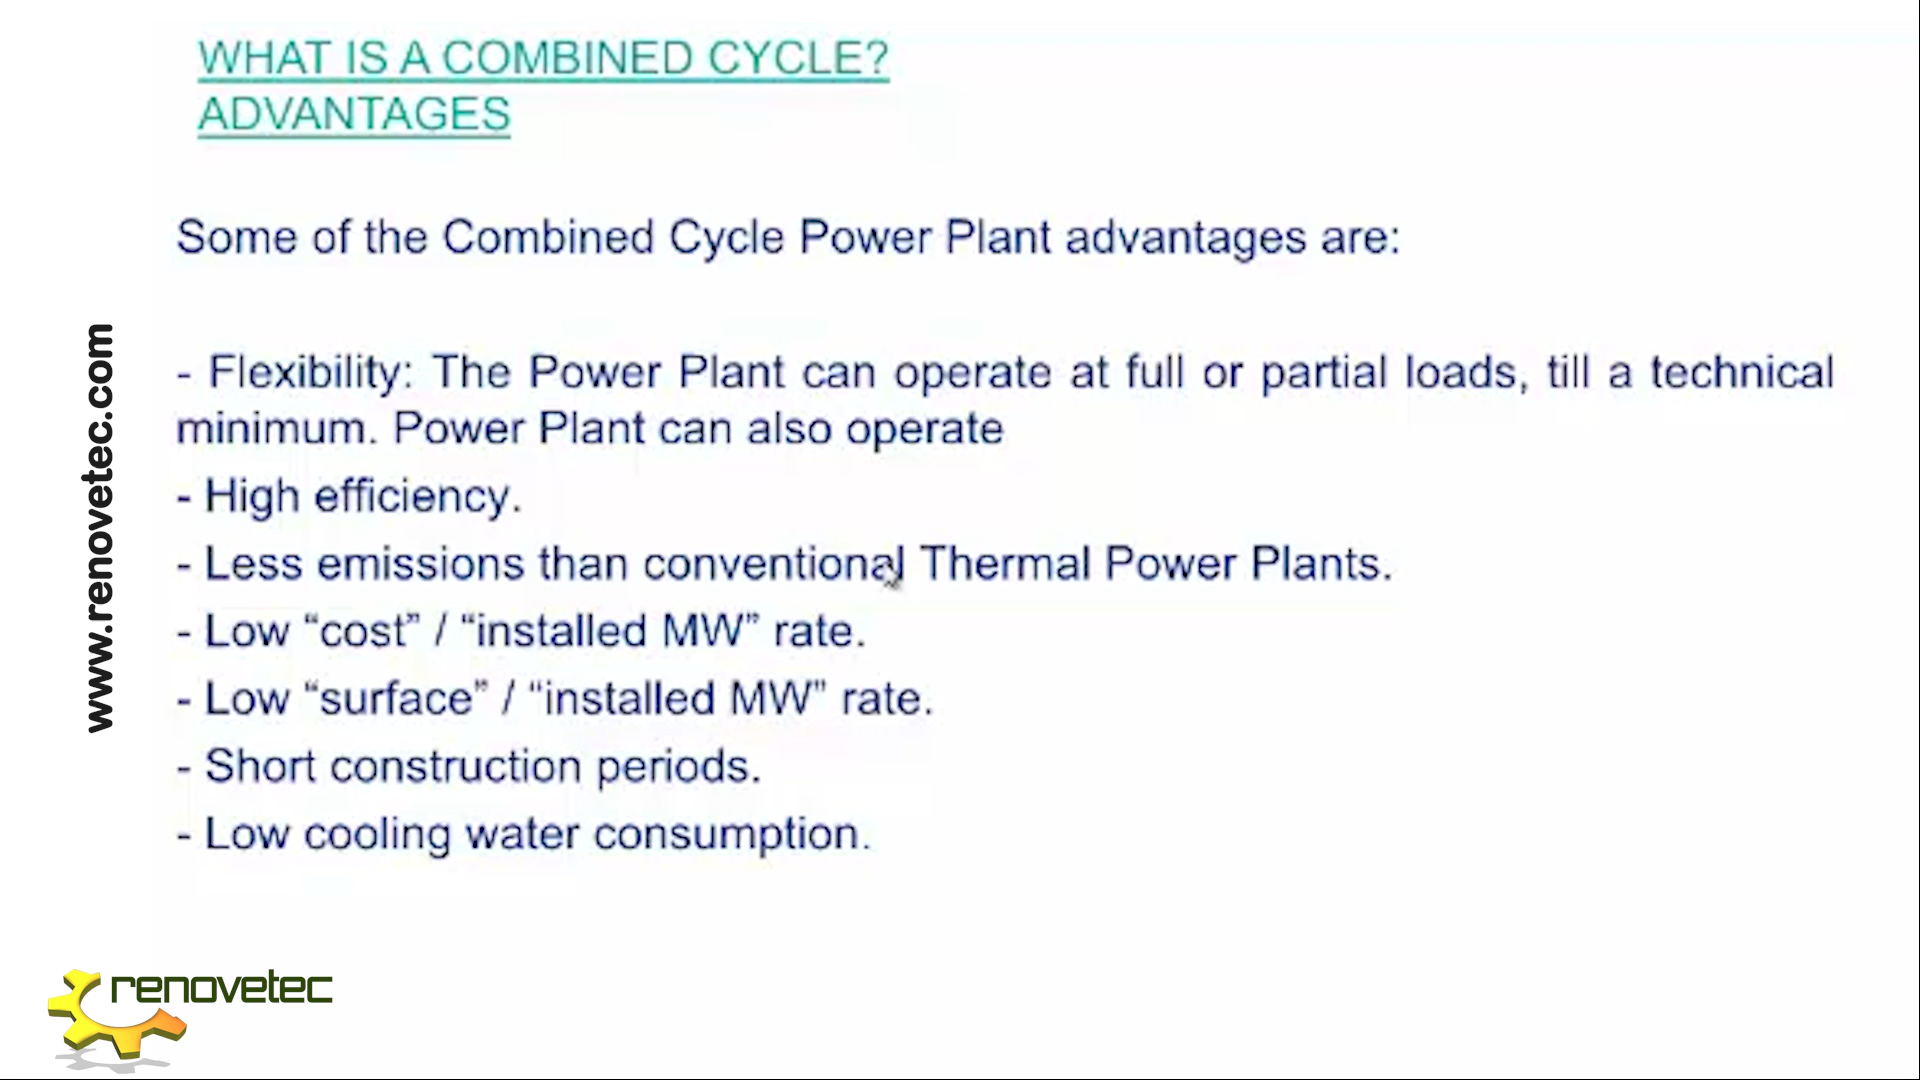 WHAT IS A COMBINED CYCLE?
ADVANTAGES
Some of the Combined Cycle Power Plant advantages are:
- Flexibility: The Power Plant can operate at full or partial loads, till a technical
minimum. Power Plant can also operate
- High efficiency.
- Less emissions than conventional Thermal Power Plants.
- Low “cost” / “installed MW” rate.
- Low “surface” / “installed MW” rate.
- Short construction periods.
- Low cooling water consumption.
www.renovetec.com
renovetec